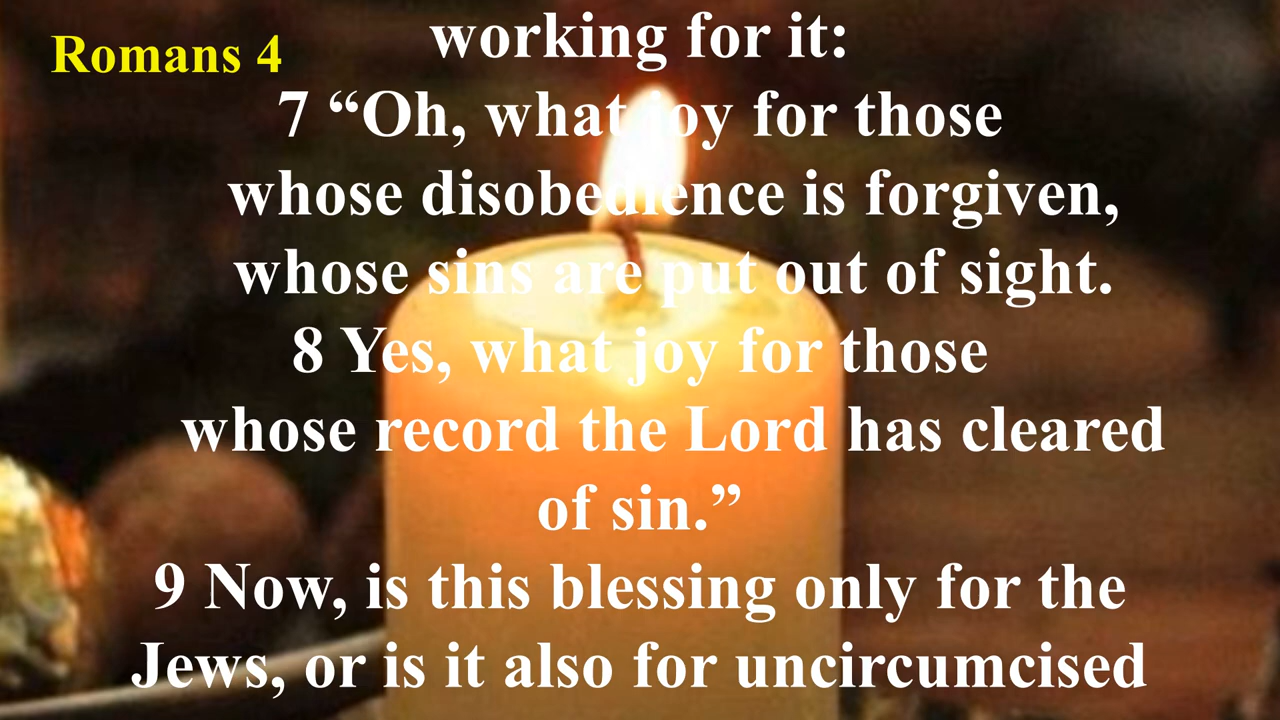 Romans 4
working for it:
7 “Oh, what joy for those
whose disobedience is forgiven,
whose sins are put out of sight.
8 Yes, what joy for those
whose record the Lord has cleared
of sin.”
9 Now, is this blessing only for the
Jews, or is it also for uncircumcised